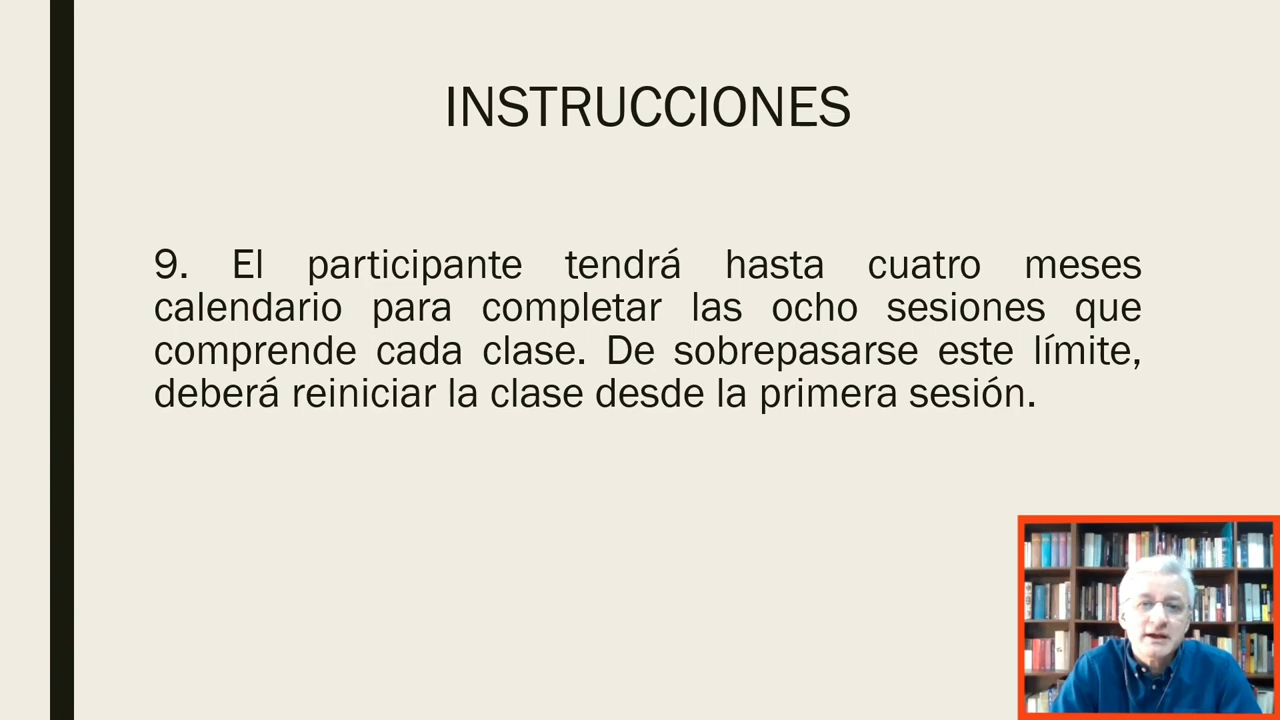 INSTRUCCIONES
9. El participante tendrá hasta cuatro meses
calendario para completar las ocho sesiones que
comprende cada clase. De sobrepasarse este límite,
deberá reiniciar la clase desde la primera sesión.